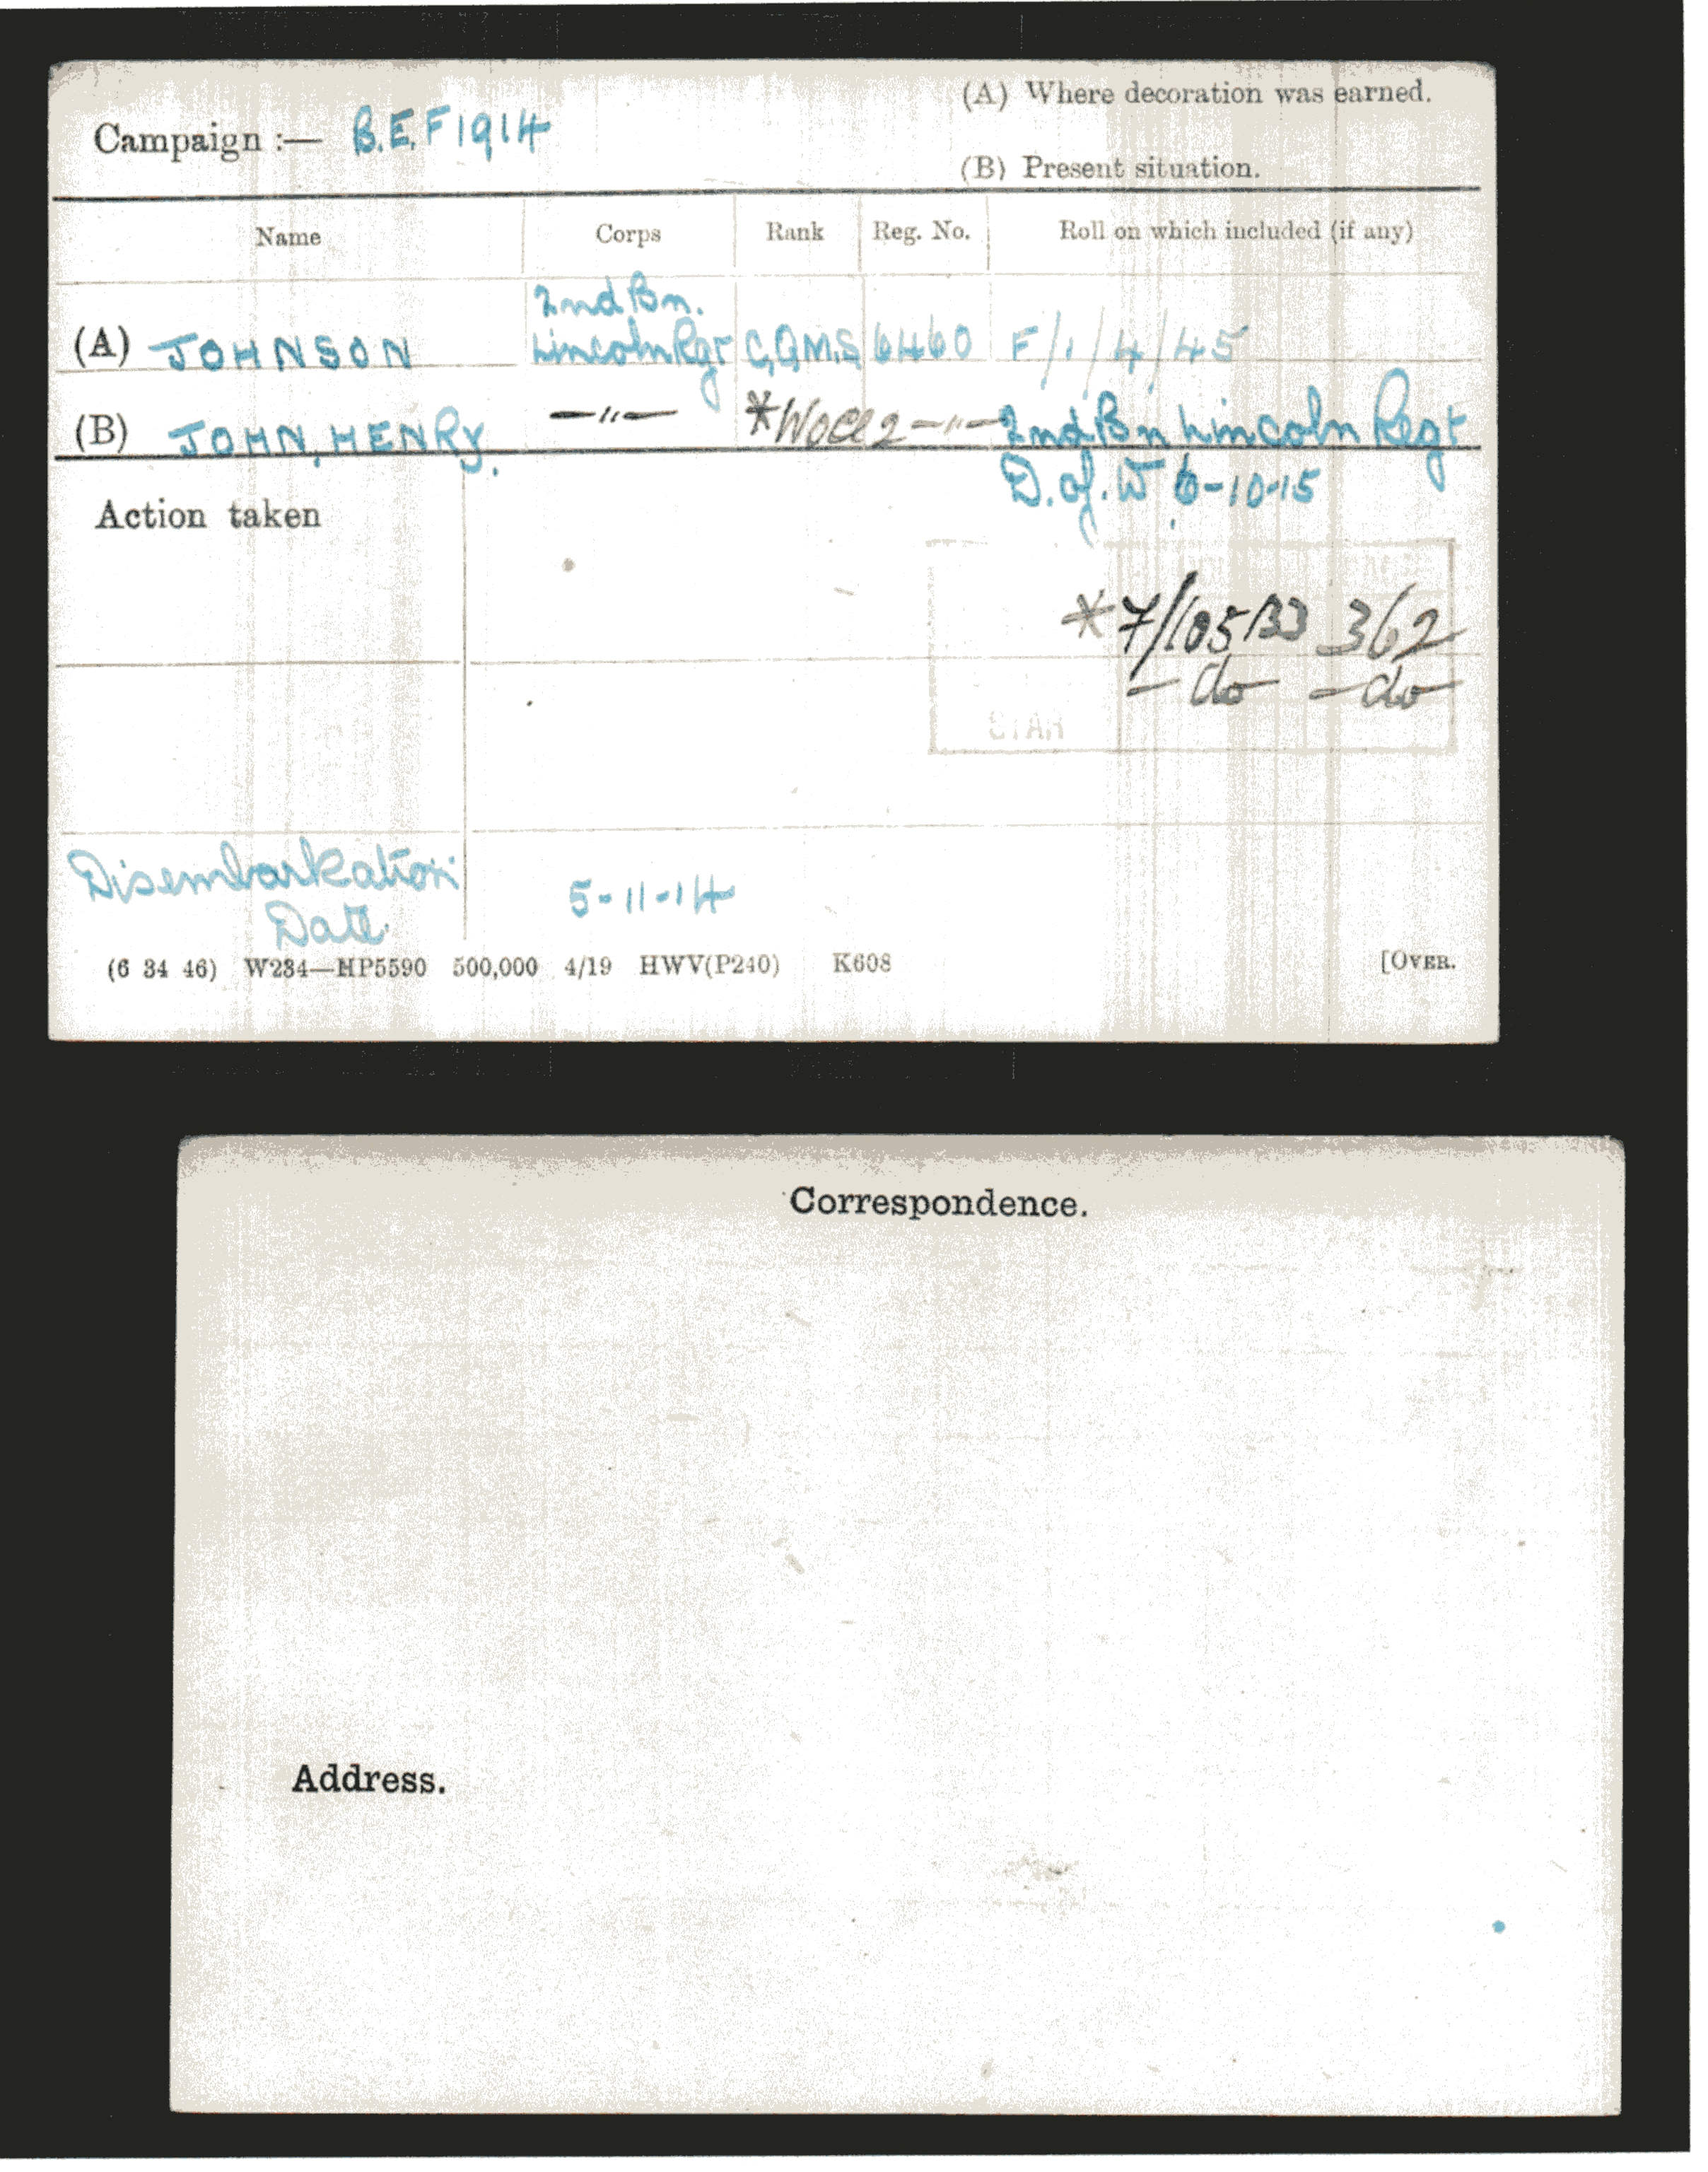 (A) Where decoration was earned.
Campaign :— B.E.F 1914
(B) Present situation.
Name Corps Rank Reg. No. Roll on which included (if any)
2nd Bn.
(A) JOHNSON Lincoln Rgt C.Q.M.S 6460 F/1/4/45
(B) JOHN, HENRY. —"— *WOCl 2 —"— 2nd Bn Lincoln Regt
D. of. W 6-10-15
Action taken
*7/105B3 362
— do — do
STAR
Disembarkation
Date. 5-11-14
(6 34 46) W234—HP5590 500,000 4/19 HWV(P240) K608 [OVER.
Correspondence.
Address.